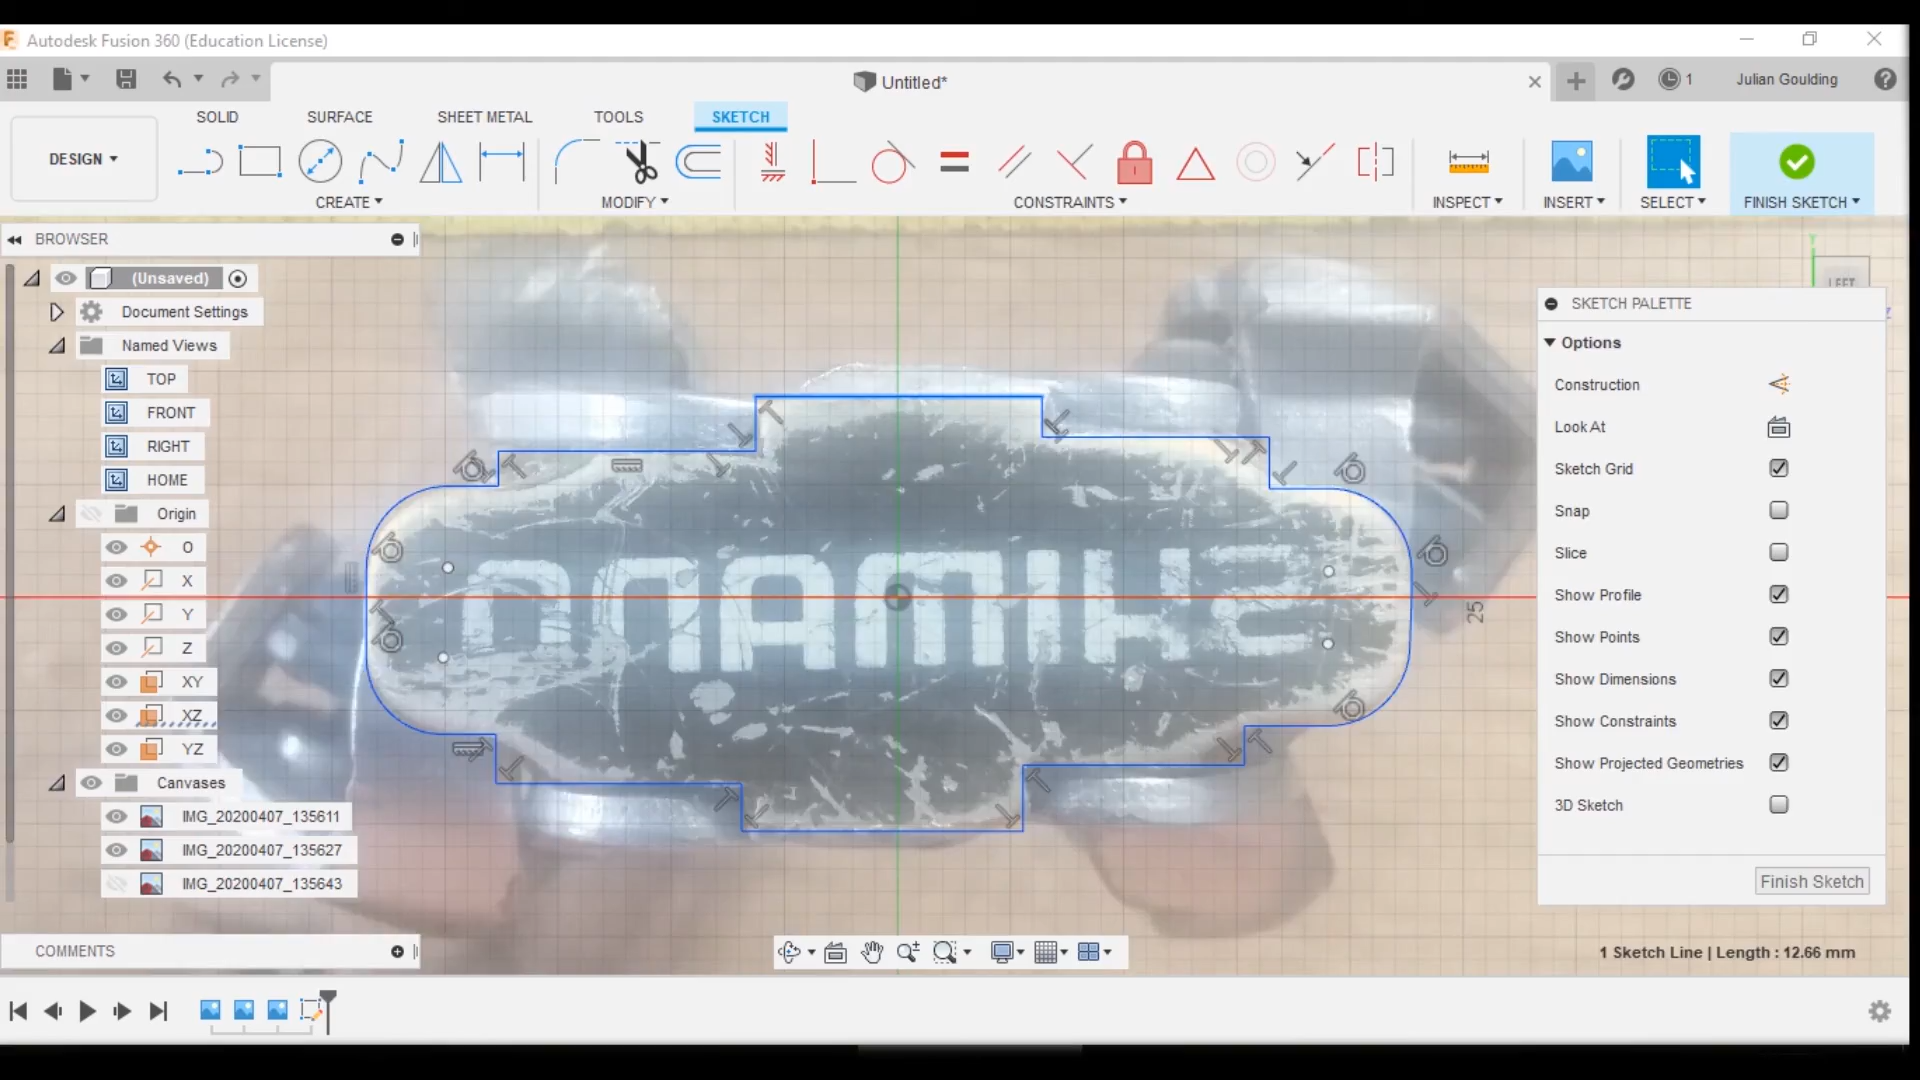 Autodesk Fusion 360 (Education License)
Untitled*
1
Julian Goulding
DESIGN
SOLID
SURFACE
SHEET METAL
TOOLS
SKETCH
CREATE
MODIFY
CONSTRAINTS
INSPECT
INSERT
SELECT
FINISH SKETCH
BROWSER
(Unsaved)
Document Settings
Named Views
TOP
FRONT
RIGHT
HOME
Origin
O
X
Y
Z
XY
XZ
YZ
Canvases
IMG_20200407_135611
IMG_20200407_135627
IMG_20200407_135643
COMMENTS
25
LEFT
SKETCH PALETTE
Options
Construction
Look At
Sketch Grid
Snap
Slice
Show Profile
Show Points
Show Dimensions
Show Constraints
Show Projected Geometries
3D Sketch
Finish Sketch
1 Sketch Line | Length : 12.66 mm